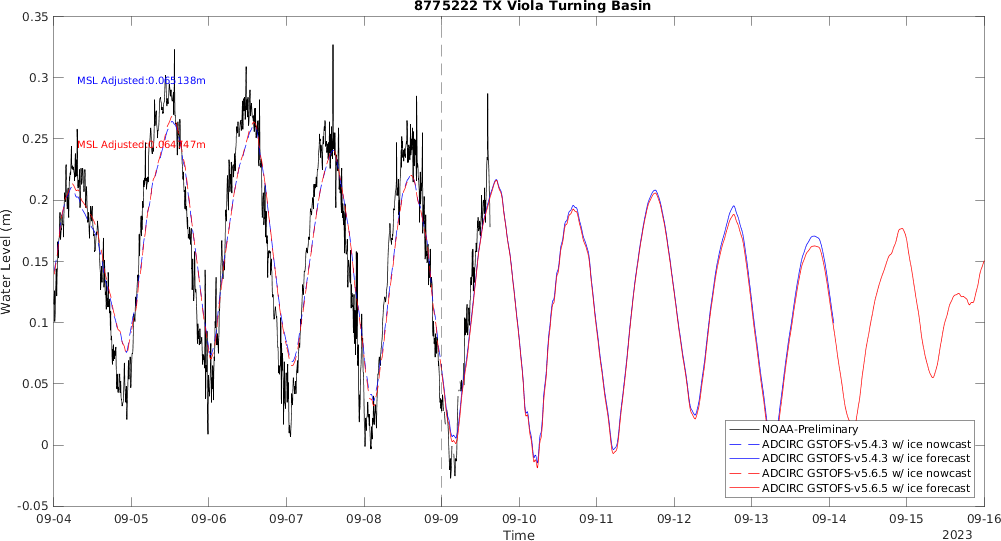 8775222 TX Viola Turning Basin
0.35
0.3
0.25
0.2
0.15
0.1
0.05
0
-0.05
Water Level (m)
MSL Adjusted:0.065138m
MSL Adjusted:0.064747m
NOAA-Preliminary
ADCIRC GSTOFS-v5.4.3 w/ ice nowcast
ADCIRC GSTOFS-v5.4.3 w/ ice forecast
ADCIRC GSTOFS-v5.6.5 w/ ice nowcast
ADCIRC GSTOFS-v5.6.5 w/ ice forecast
09-04 09-05 09-06 09-07 09-08 09-09 09-10 09-11 09-12 09-13 09-14 09-15 09-16
Time
2023